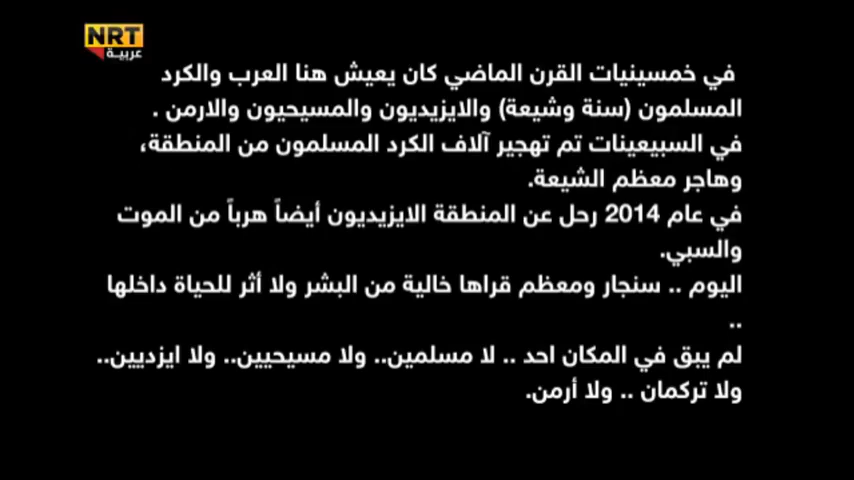 NRT
عربية
في خمسينيات القرن الماضي كان يعيش هنا العرب والكرد
المسلمون (سنة وشيعة) والايزيديون والمسيحيون والارمن .
في السبيعينات تم تهجير آلاف الكرد المسلمون من المنطقة،
وهاجر معظم الشيعة.
في عام 2014 رحل عن المنطقة الايزيديون أيضاً هرباً من الموت
والسبي.
اليوم .. سنجار ومعظم قراها خالية من البشر ولا أثر للحياة داخلها
..
لم يبق في المكان احد .. لا مسلمين.. ولا مسيحيين.. ولا ايزديين..
ولا تركمان .. ولا أرمن.